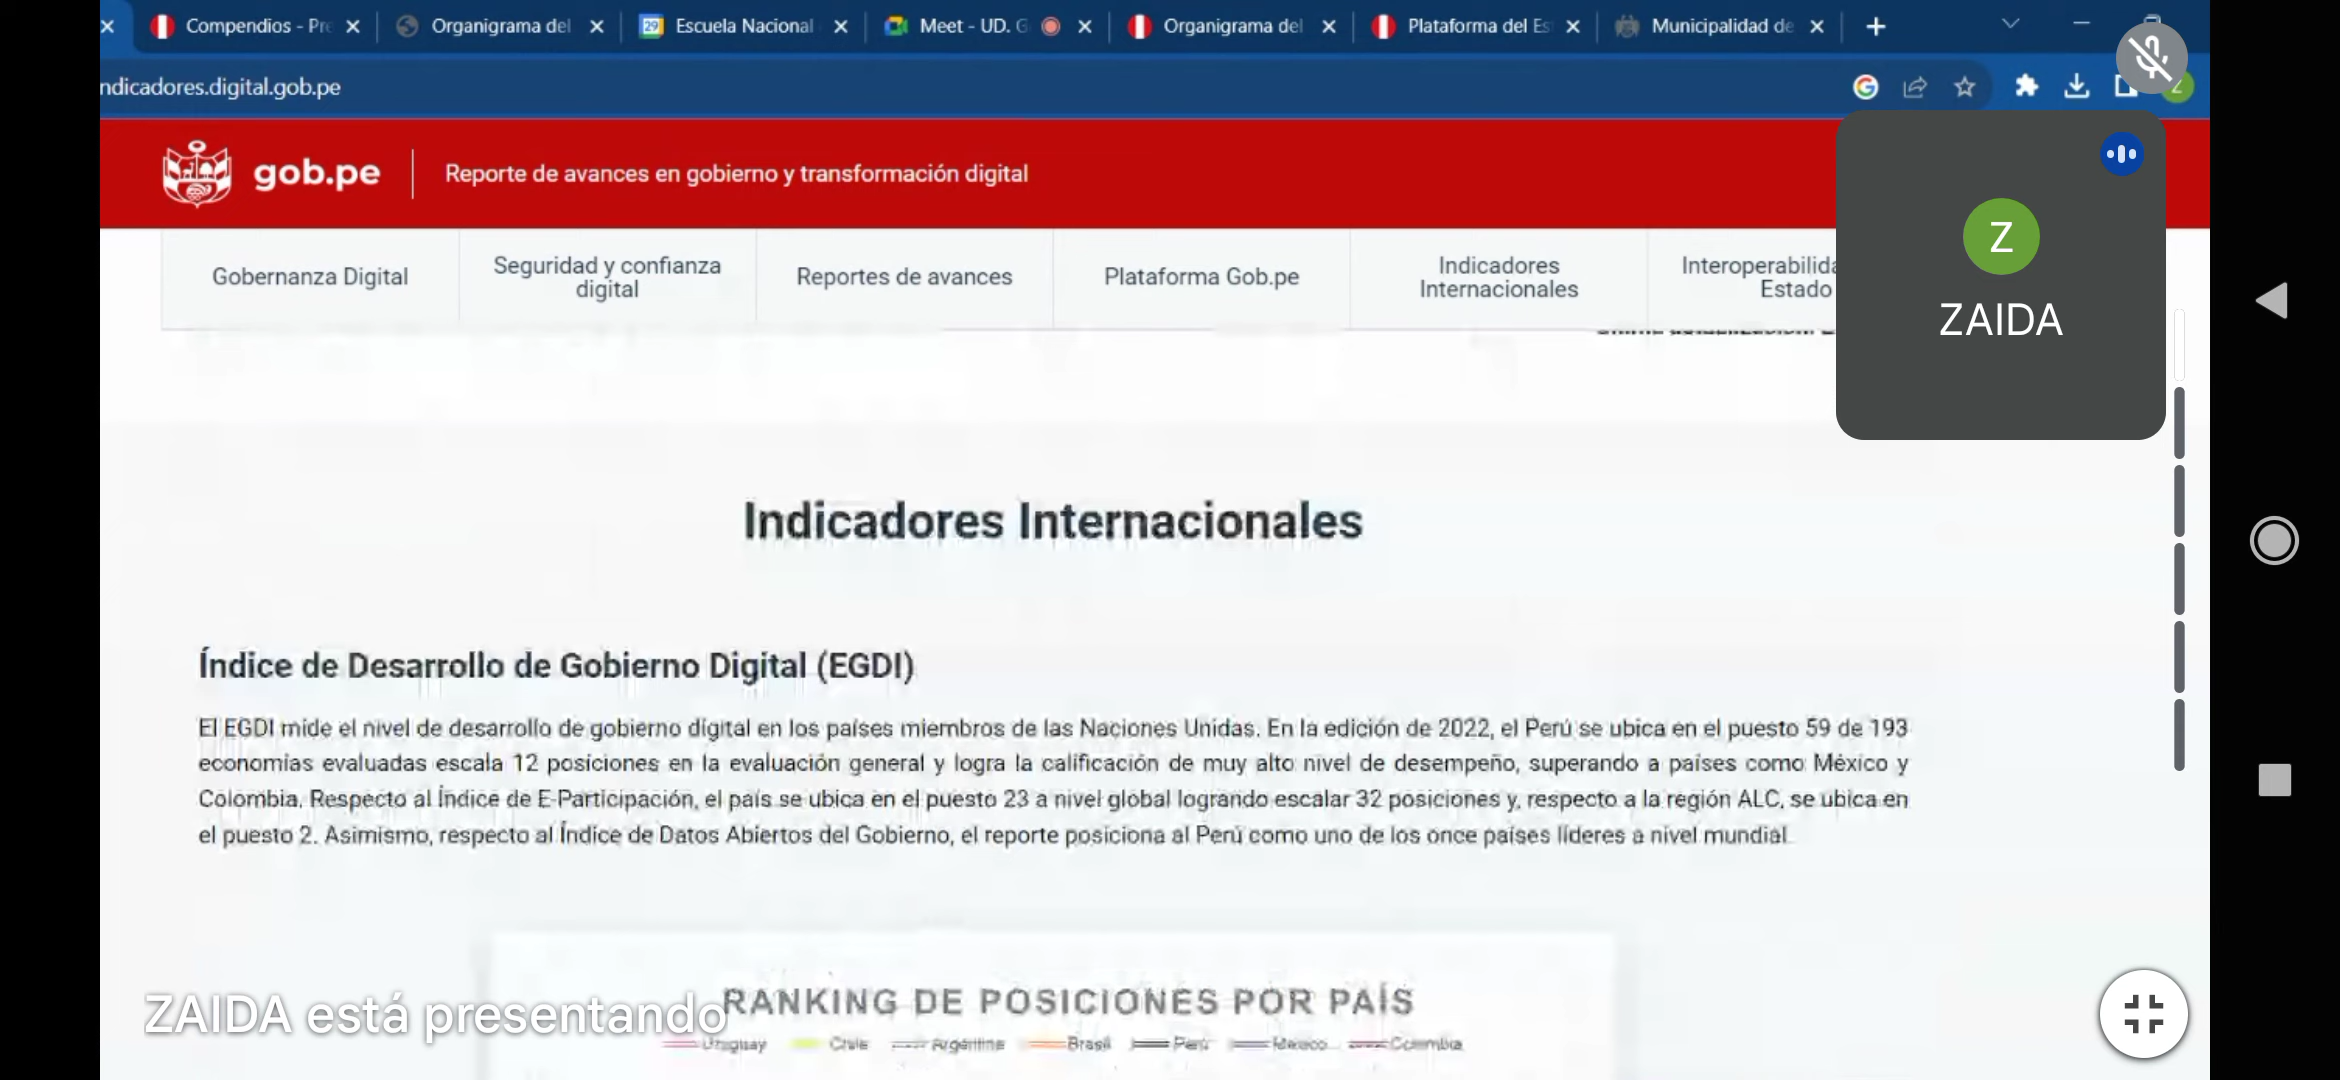 Compendios - Pre
Organigrama del
Escuela Nacional
Meet - UD. G
Organigrama del
Plataforma del Es
Municipalidad de
ndicadores.digital.gob.pe
Z
gob.pe
Reporte de avances en gobierno y transformación digital
Z
ZAIDA
Gobernanza Digital
Seguridad y confianza
digital
Reportes de avances
Plataforma Gob.pe
Indicadores
Internacionales
Interoperabilida
Estado
Indicadores Internacionales
Índice de Desarrollo de Gobierno Digital (EGDI)
El EGDI mide el nivel de desarrollo de gobierno digital en los países miembros de las Naciones Unidas. En la edición de 2022, el Perú se ubica en el puesto 59 de 193
economías evaluadas escala 12 posiciones en la evaluación general y logra la calificación de muy alto nivel de desempeño, superando a países como México y
Colombia. Respecto al Índice de E-Participación, el país se ubica en el puesto 23 a nivel global logrando escalar 32 posiciones y, respecto a la región ALC, se ubica en
el puesto 2. Asimismo, respecto al Índice de Datos Abiertos del Gobierno, el reporte posiciona al Perú como uno de los once países líderes a nivel mundial.
RANKING DE POSICIONES POR PAÍS
ZAIDA está presentando
Uruguay Chile Argentina Brasil Perú México Colombia